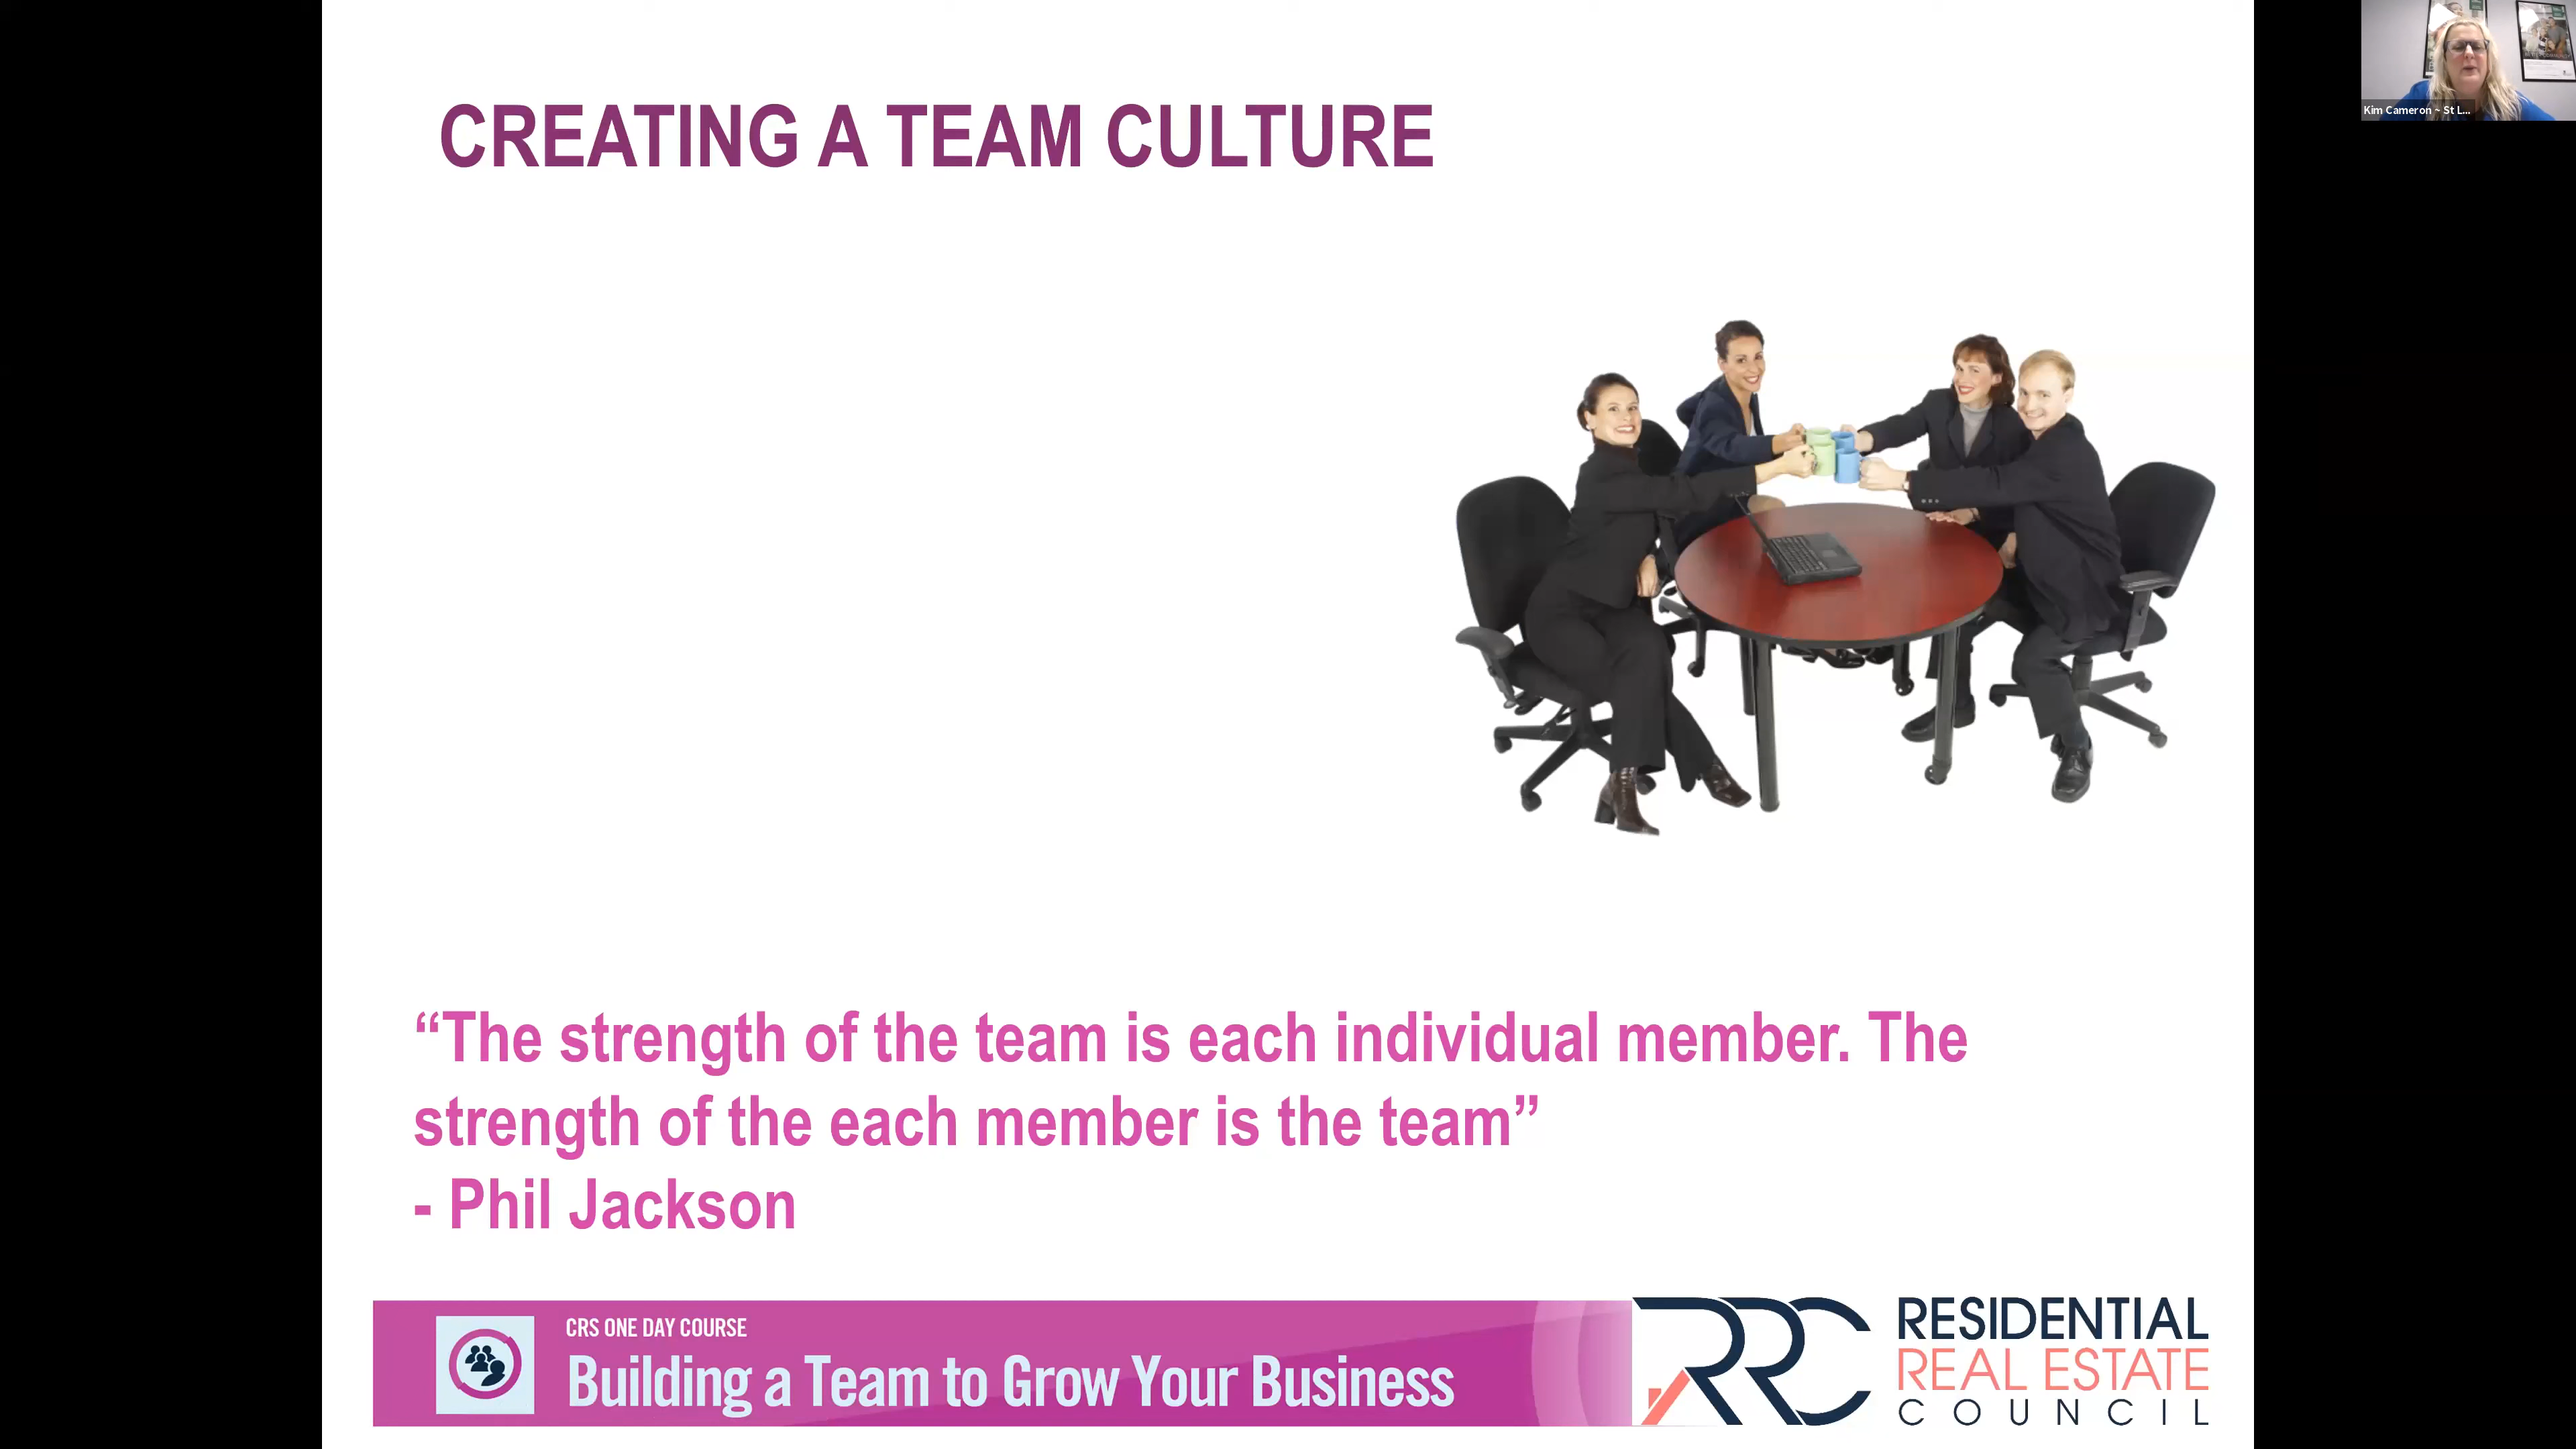 CREATING A TEAM CULTURE
Kim Cameron ~ St L...
“The strength of the team is each individual member. The
strength of the each member is the team”
- Phil Jackson
CRS ONE DAY COURSE
Building a Team to Grow Your Business
RRC
RESIDENTIAL
REAL ESTATE
COUNCIL